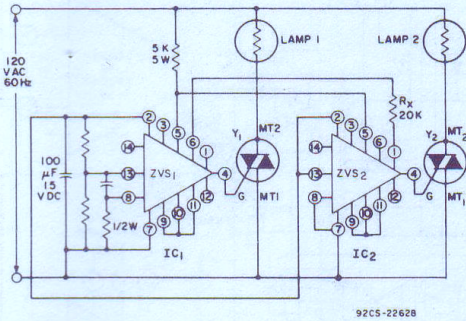 120
VAC
60Hz
5 K
5 W
LAMP 1
LAMP 2
RX
20K
Y1
MT2
Y2
MT2
2
3
5
6
1
14
13
8
ZVS1
4
G
MT1
7
9
10
11
12
IC1
2
3
5
6
1
14
13
8
ZVS2
4
G
MT1
7
9
10
11
12
IC2
100
µF
15
VDC
1/2W
92CS-22628